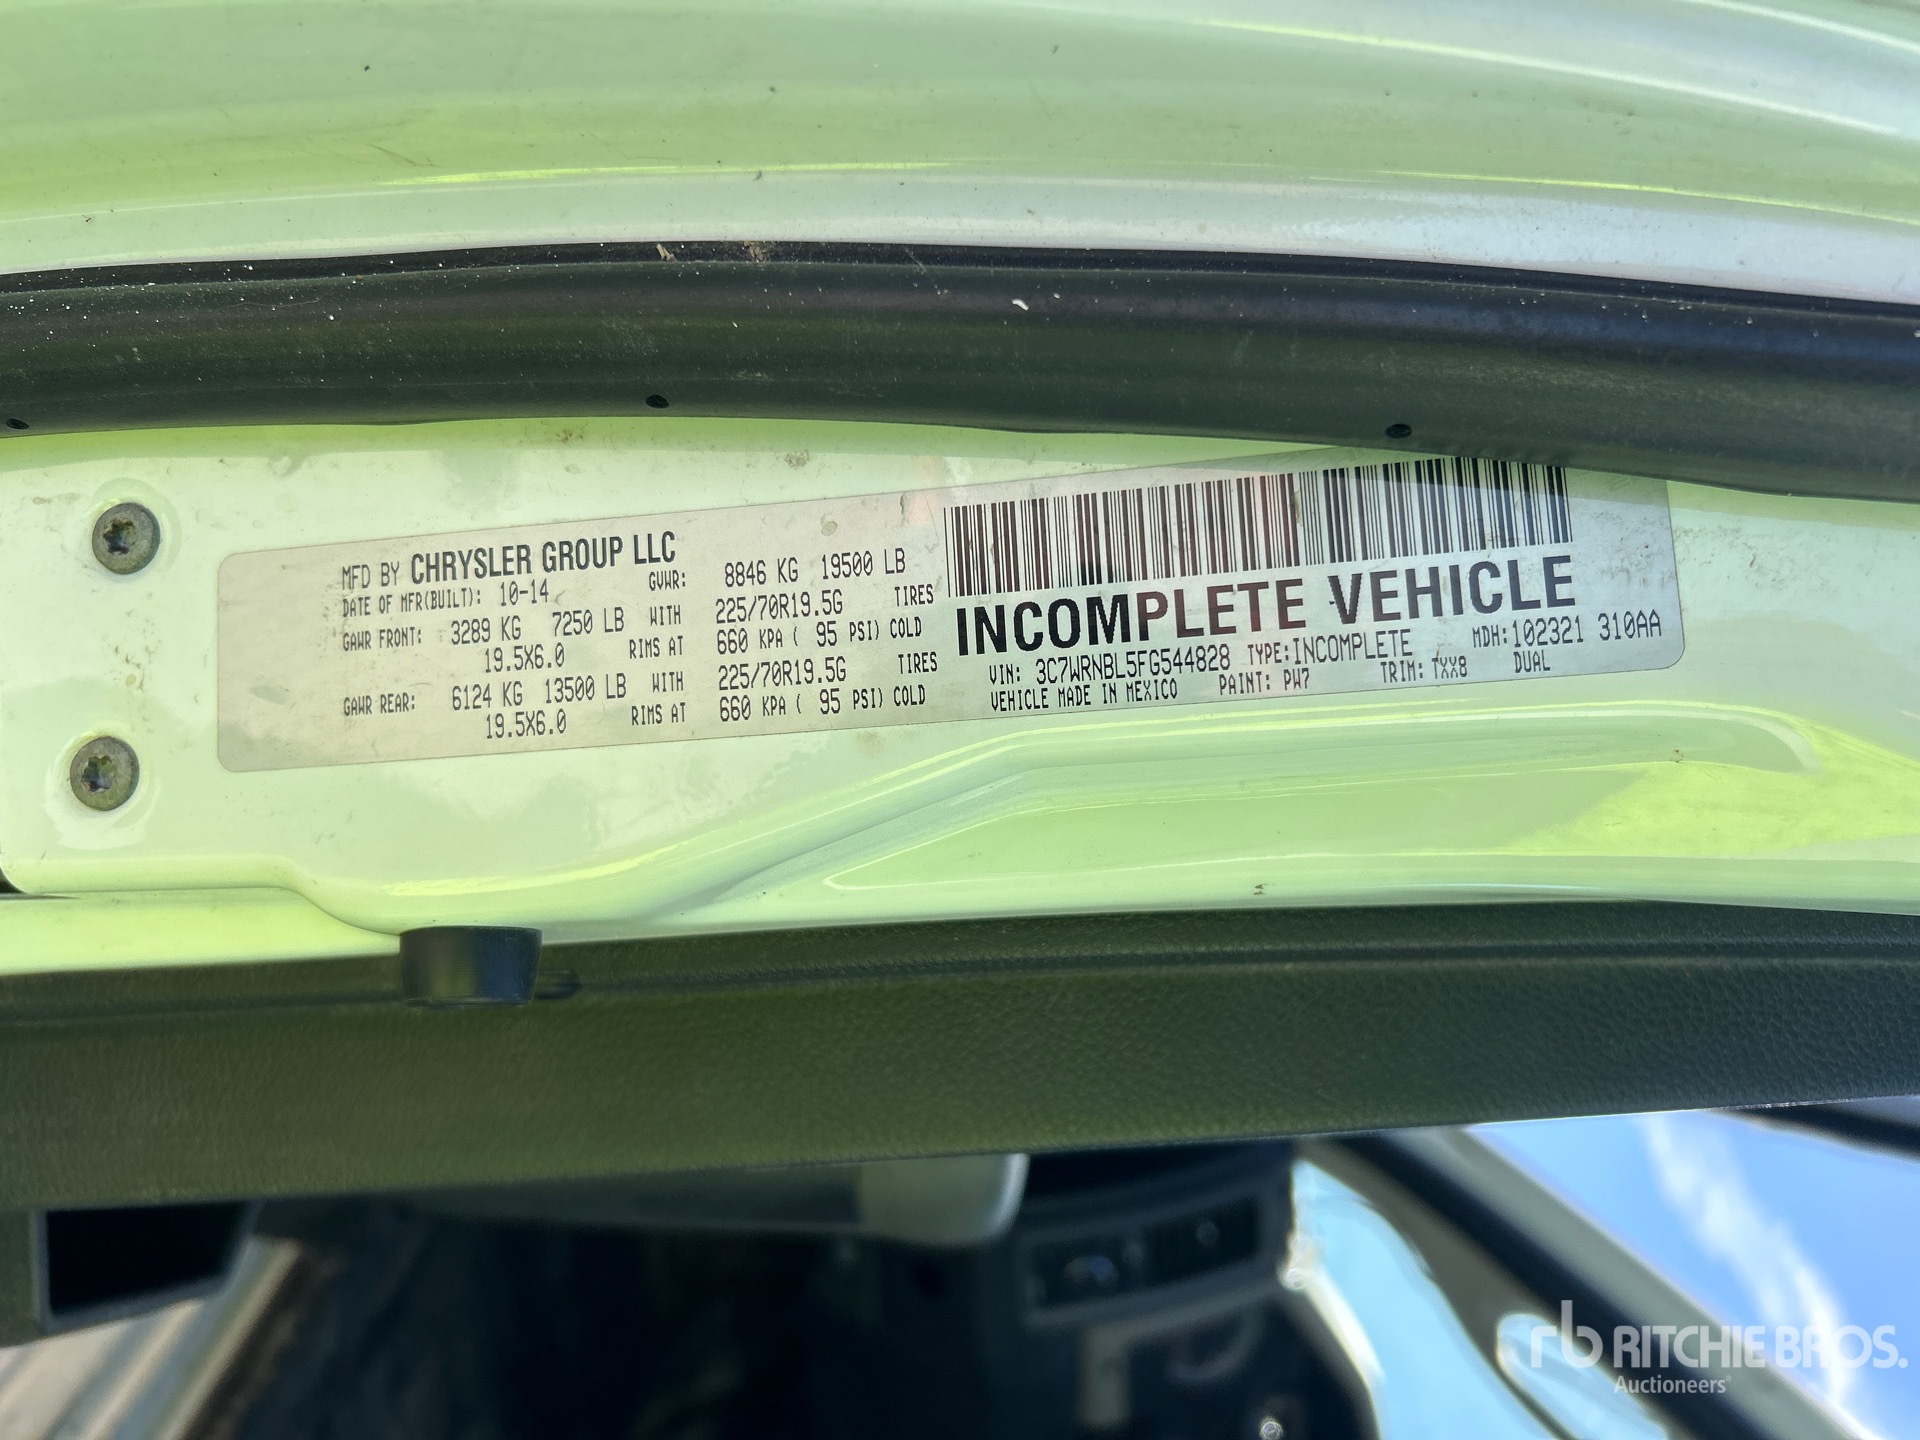 MFD BY CHRYSLER GROUP LLC
DATE OF MFR(BUILT): 10-14 GVWR: 8846 KG 19500 LB
GAWR FRONT: 3289 KG 7250 LB WITH 225/70R19.5G TIRES
19.5X6.0 RIMS AT 660 KPA ( 95 PSI) COLD
GAWR REAR: 6124 KG 13500 LB WITH 225/70R19.5G TIRES
19.5X6.0 RIMS AT 660 KPA ( 95 PSI) COLD
INCOMPLETE VEHICLE
VIN: 3C7WRNBL5FG544828 TYPE:INCOMPLETE MDH:102321 310AA
VEHICLE MADE IN MEXICO PAINT: PW7 TRIM: TXX8 DUAL
rb RITCHIE BROS.
Auctioneers